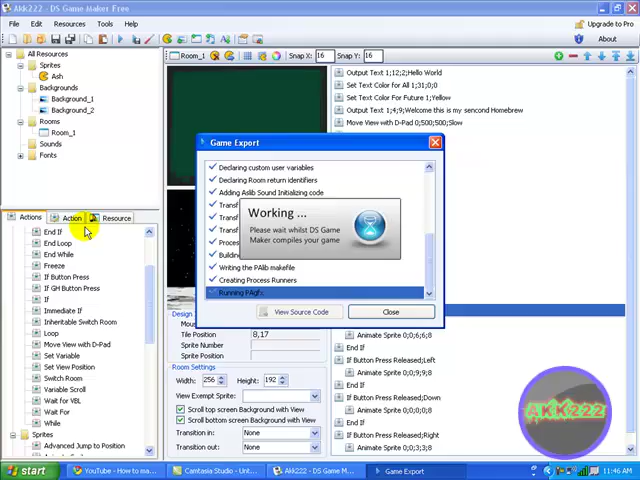 Akk222 -- DS Game Maker Free
File Edit Resources Tools Help
Upgrade to Pro
About
All Resources
Sprites
Ash
Backgrounds
Background_1
Background_2
Rooms
Room_1
Sounds
Fonts
Room_1
Snap X: 16 Snap Y: 16
Output Text 1;12;2;Hello World
Set Text Color for All 1;31;0;0
Set Text Color For Future 1;Yellow
Output Text 1;4;9;Welcome this is my sencond Homebrew
Move View with D-Pad 0;500;500;Slow
Game Export
Declaring custom user variables
Declaring Room return identifiers
Adding Aslib Sound Initializing code
Transf
Transf
Transf
Proces
Building
Writing the PAlib makefile
Creating Process Runners
Running PAgfx
Working ...
Please wait whilst DS Game
Maker compiles your game
View Source Code
Close
Actions Action Resource
End If
End Loop
End While
Freeze
If Button Press
If GH Button Press
If
Immediate If
Inheritable Switch Room
Loop
Move View with D-Pad
Set Variable
Set View Position
Switch Room
Variable Scroll
Wait for VBL
Wait For
While
Sprites
Advanced Jump to Position
Design
Mous
Tile Position 8,17
Sprite Number
Sprite Position
Room Settings
Width: 256 Height: 192
View Exempt Sprite:
Scroll top screen Background with View
Scroll bottom screen Background with View
Transition in: None
Transition out: None
Animate Sprite 0;0;6;6;8
End If
If Button Press Released;Left
Animate Sprite 0;0;9;9;8
End If
If Button Press Released;Down
Animate Sprite 0;0;0;0;8
End If
If Button Press Released;Right
Animate Sprite 0;0;3;3;8
AKK222
start
YouTube - How to ma...
Camtasia Studio - Unt...
Akk222 -- DS Game M...
Game Export
11:46 AM